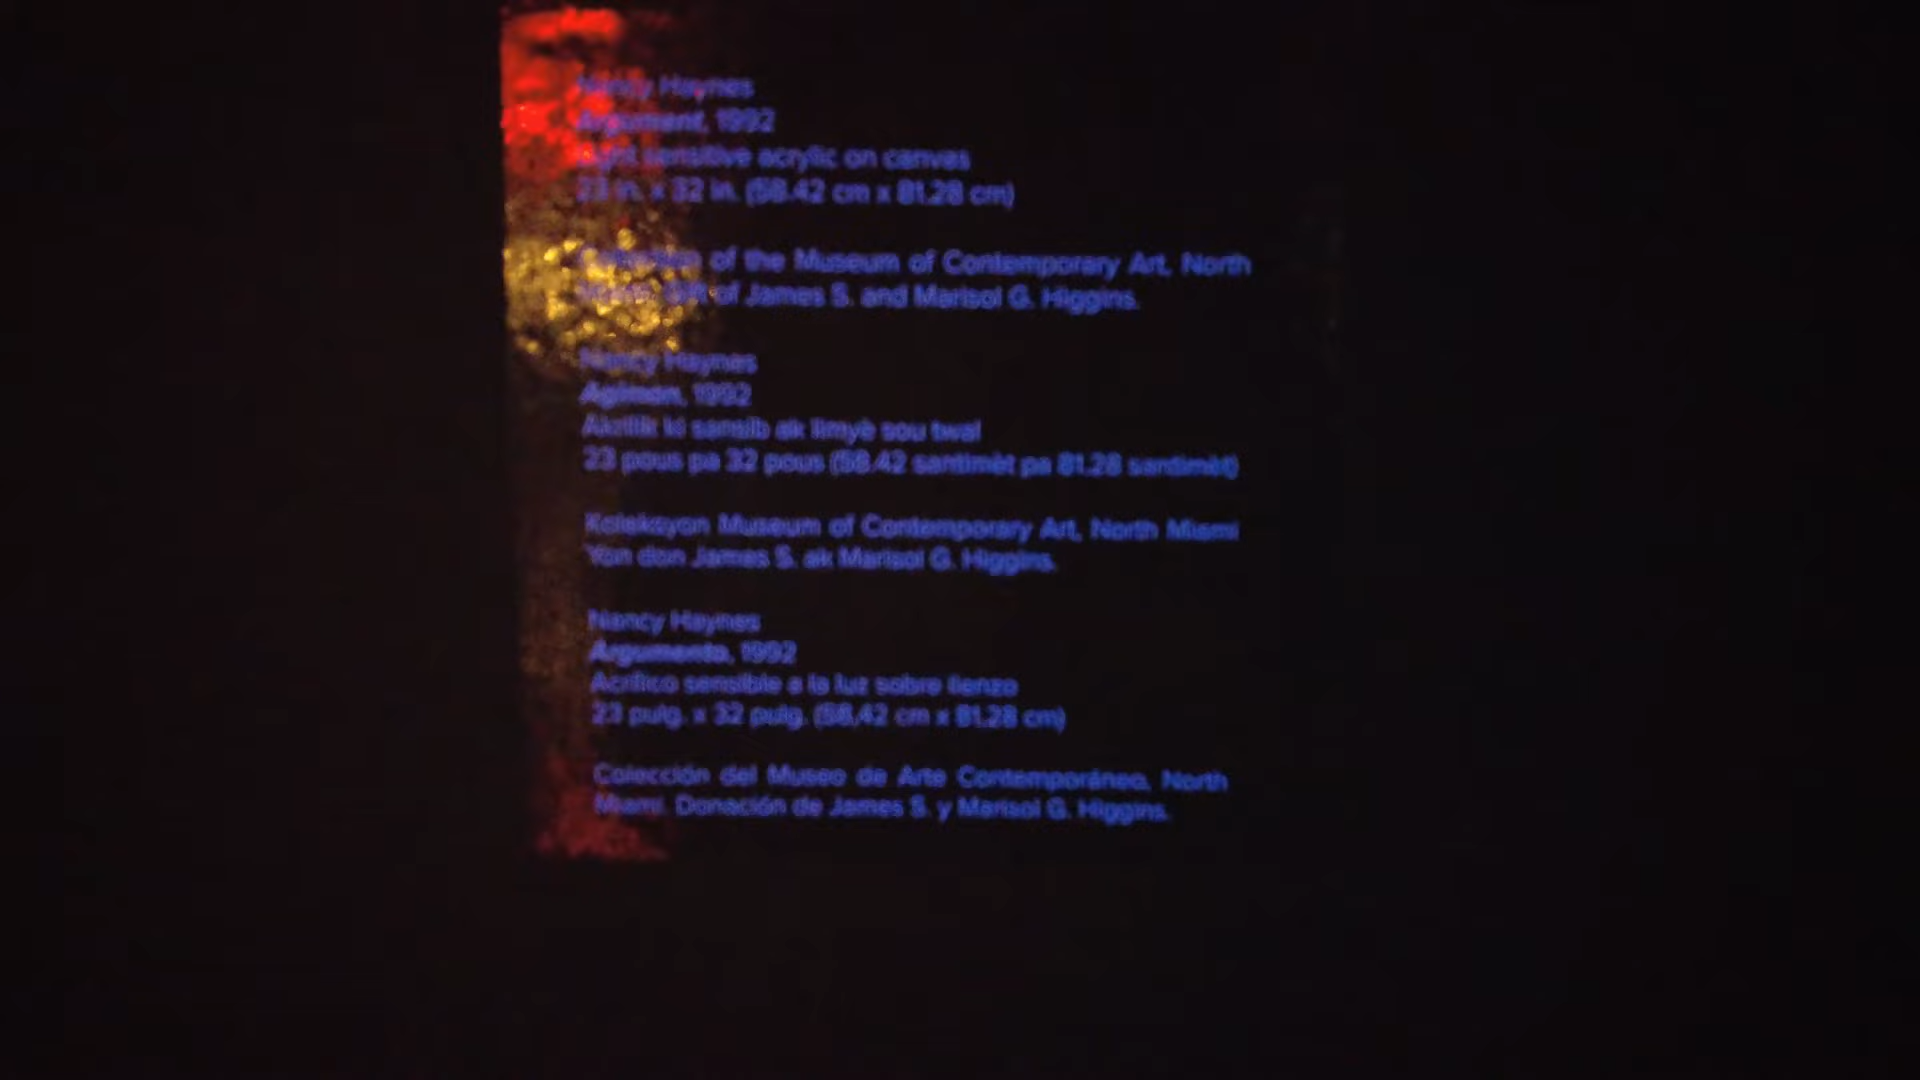 Nancy Haynes
Argument, 1992
Light sensitive acrylic on canvas
23 in. x 32 in. (58.42 cm x 81.28 cm)
Collection of the Museum of Contemporary Art, North
Miami. Gift of James S. and Marisol G. Higgins.
Nancy Haynes
Agiman, 1992
Akrilik ki sansib ak limyè sou twal
23 pous pa 32 pous (58.42 santimèt pa 81.28 santimèt)
Koleksyon Museum of Contemporary Art, North Miami
Yon don James S. ak Marisol G. Higgins.
Nancy Haynes
Argumento, 1992
Acrílico sensible a la luz sobre lienzo
23 pulg. x 32 pulg. (58,42 cm x 81.28 cm)
Colección del Museo de Arte Contemporáneo, North
Miami. Donación de James S. y Marisol G. Higgins.